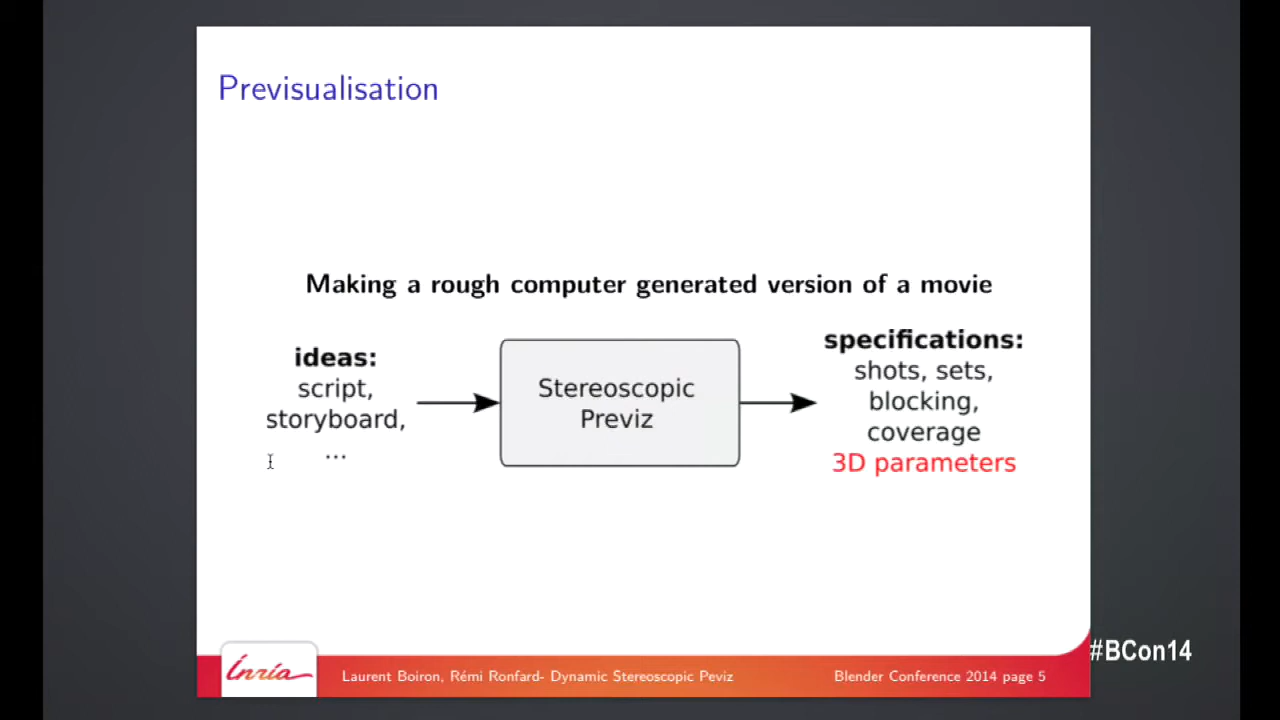 Previsualisation
Making a rough computer generated version of a movie
ideas:
script,
storyboard,
...
Stereoscopic
Previz
specifications:
shots, sets,
blocking,
coverage
3D parameters
#BCon14
Inria
Laurent Boiron, Rémi Ronfard- Dynamic Stereoscopic Peviz
Blender Conference 2014 page 5